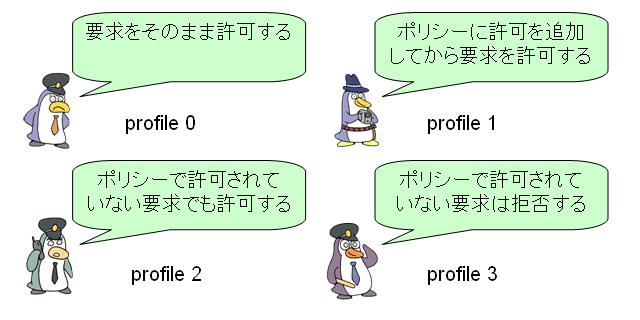 要求をそのまま許可する
profile 0
ポリシーに許可を追加
してから要求を許可する
profile 1
ポリシーで許可されて
いない要求でも許可する
profile 2
ポリシーで許可されて
いない要求は拒否する
profile 3